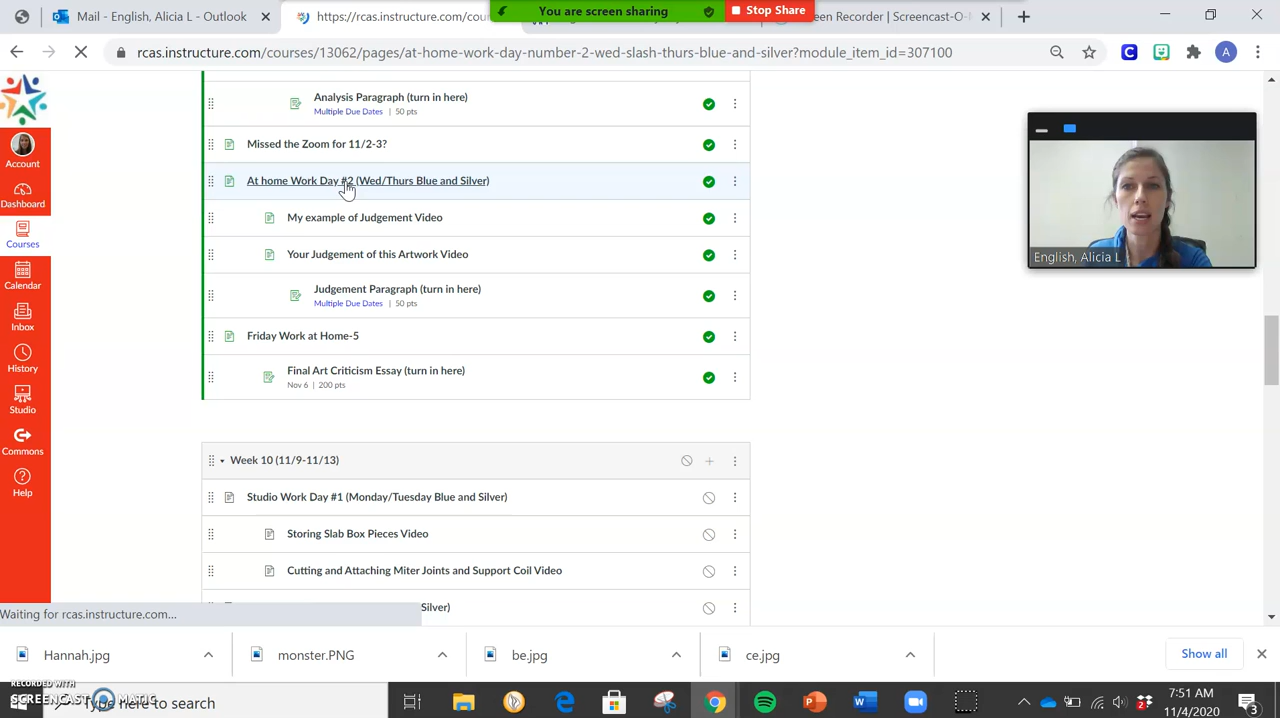 Mail - English, Alicia L - Outlook
https://rcas.instructure.com/cou
You are screen sharing
Stop Share
een Recorder | Screencast-O-
rcas.instructure.com/courses/13062/pages/at-home-work-day-number-2-wed-slash-thurs-blue-and-silver?module_item_id=307100
C
A
Analysis Paragraph (turn in here)
Multiple Due Dates | 50 pts
Missed the Zoom for 11/2-3?
At home Work Day #2 (Wed/Thurs Blue and Silver)
My example of Judgement Video
Your Judgement of this Artwork Video
Judgement Paragraph (turn in here)
Multiple Due Dates | 50 pts
Friday Work at Home-5
Final Art Criticism Essay (turn in here)
Nov 6 | 200 pts
Week 10 (11/9-11/13)
Studio Work Day #1 (Monday/Tuesday Blue and Silver)
Storing Slab Box Pieces Video
Cutting and Attaching Miter Joints and Support Coil Video
Silver)
Account
Dashboard
Courses
Calendar
Inbox
History
Studio
Commons
Help
English, Alicia L
Waiting for rcas.instructure.com...
Hannah.jpg
monster.PNG
be.jpg
ce.jpg
Show all
RECORDED WITH
SCREENCAST MATIC
Type here to search
7:51 AM
11/4/2020
3